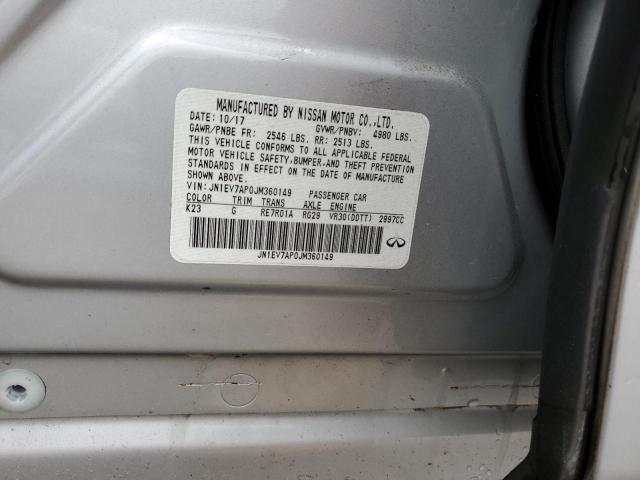 MANUFACTURED BY NISSAN MOTOR CO.,LTD.
DATE: 10/17 GVWR/PNBV: 4980 LBS.
GAWR/PNBE FR: 2546 LBS. RR: 2513 LBS.
THIS VEHICLE CONFORMS TO ALL APPLICABLE FEDERAL
MOTOR VEHICLE SAFETY, BUMPER, AND THEFT PREVENTION
STANDARDS IN EFFECT ON THE DATE OF MANUFACTURE
SHOWN ABOVE.
VIN: JN1EV7AP0JM360149 PASSENGER CAR
COLOR TRIM TRANS AXLE ENGINE
K23 G RE7R01A RG29 VR30(DDTT) 2997CC
JN1EV7AP0JM360149